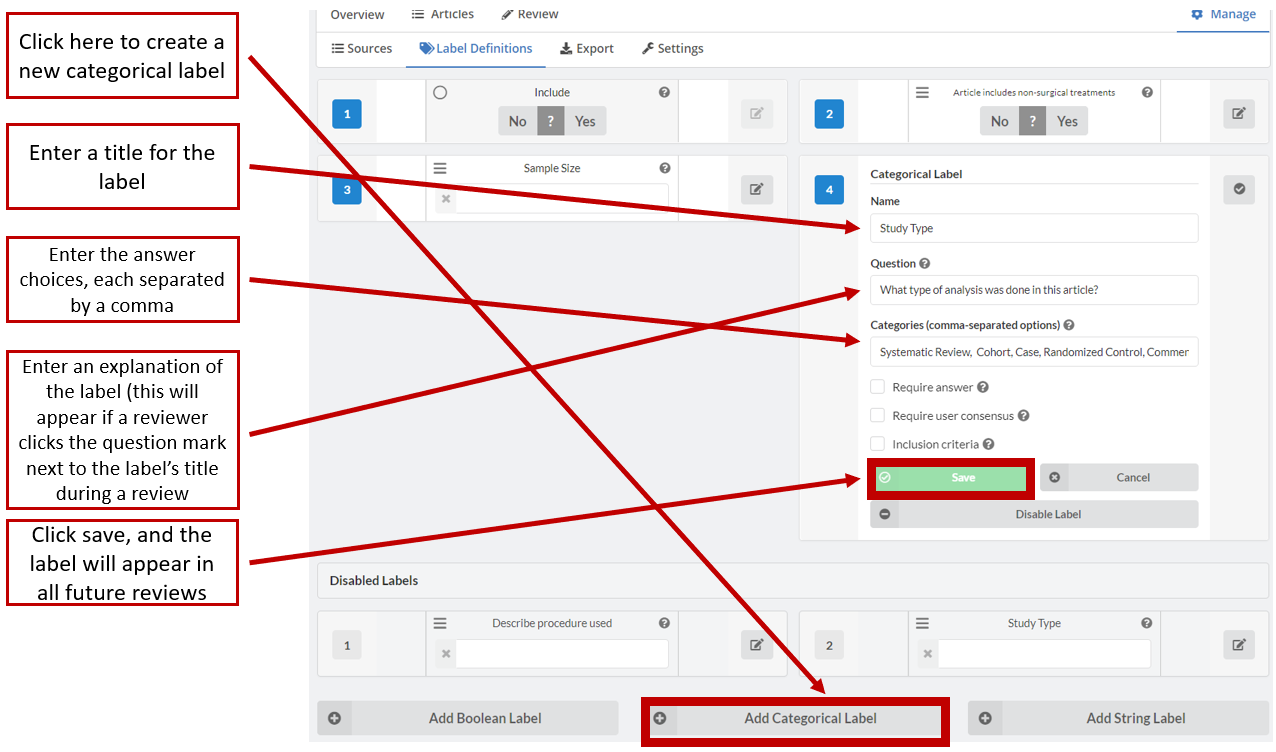 Click here to create a
new categorical label
Enter a title for the
label
Enter the answer
choices, each separated
by a comma
Enter an explanation of
the label (this will
appear if a reviewer
clicks the question mark
next to the label's title
during a review
Click save, and the
label will appear in
all future reviews
Overview Articles Review Manage
Sources Label Definitions Export Settings
1 Include
No ? Yes
2 Article includes non-surgical treatments
No ? Yes
3 Sample Size
4 Categorical Label
Name
Study Type
Question
What type of analysis was done in this article?
Categories (comma-separated options)
Systematic Review, Cohort, Case, Randomized Control, Commer
Require answer
Require user consensus
Inclusion criteria
Save Cancel
Disable Label
Disabled Labels
1 Describe procedure used
2 Study Type
Add Boolean Label Add Categorical Label Add String Label